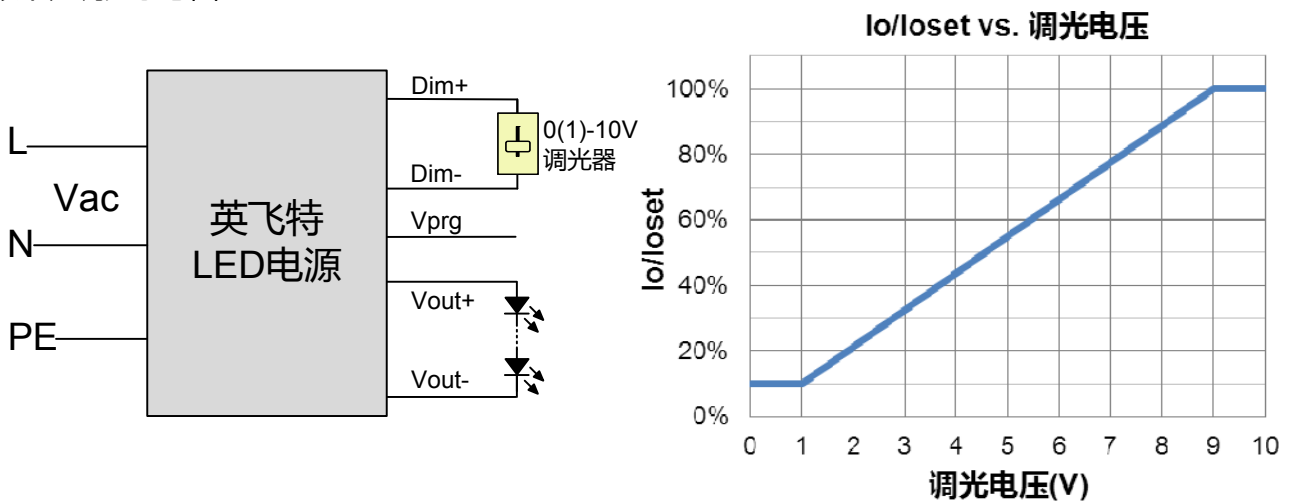 L
Vac
N
PE
英飞特
LED电源
Dim+
Dim-
Vprg
Vout+
Vout-
0(1)-10V
调光器
Io/Ioset vs. 调光电压
Io/Ioset
100%
80%
60%
40%
20%
0%
0 1 2 3 4 5 6 7 8 9 10
调光电压(V)